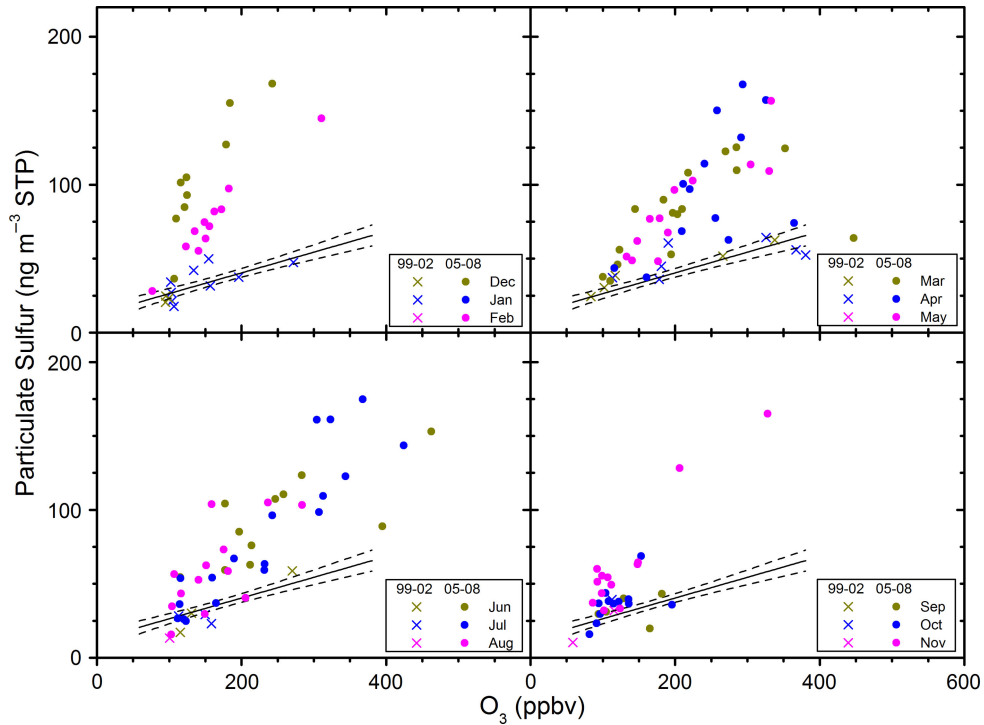 Particulate Sulfur (ng m⁻³ STP)
200
100
0
99-02 05-08
Dec
Jan
Feb
99-02 05-08
Mar
Apr
May
200
100
0
99-02 05-08
Jun
Jul
Aug
99-02 05-08
Sep
Oct
Nov
0 200 400 0 200 400 600
O₃ (ppbv)